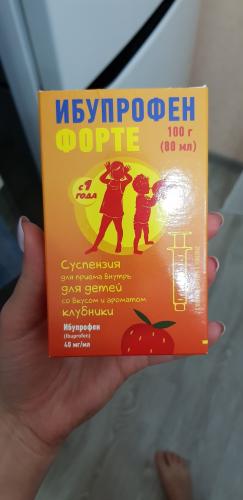 ИБУПРОФЕН
ФОРТЕ
100 г
(80 мл)
с 1
ГОДА
Суспензия
для приема внутрь
для детей
со вкусом и ароматом
клубники
Ибупрофен
(Ibuprofen)
40 мг/мл